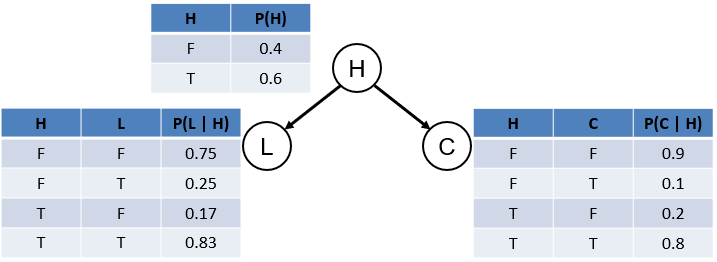 H P(H)
F 0.4
T 0.6
H
H L P(L | H)
F F 0.75
F T 0.25
T F 0.17
T T 0.83
L
C
H C P(C | H)
F F 0.9
F T 0.1
T F 0.2
T T 0.8